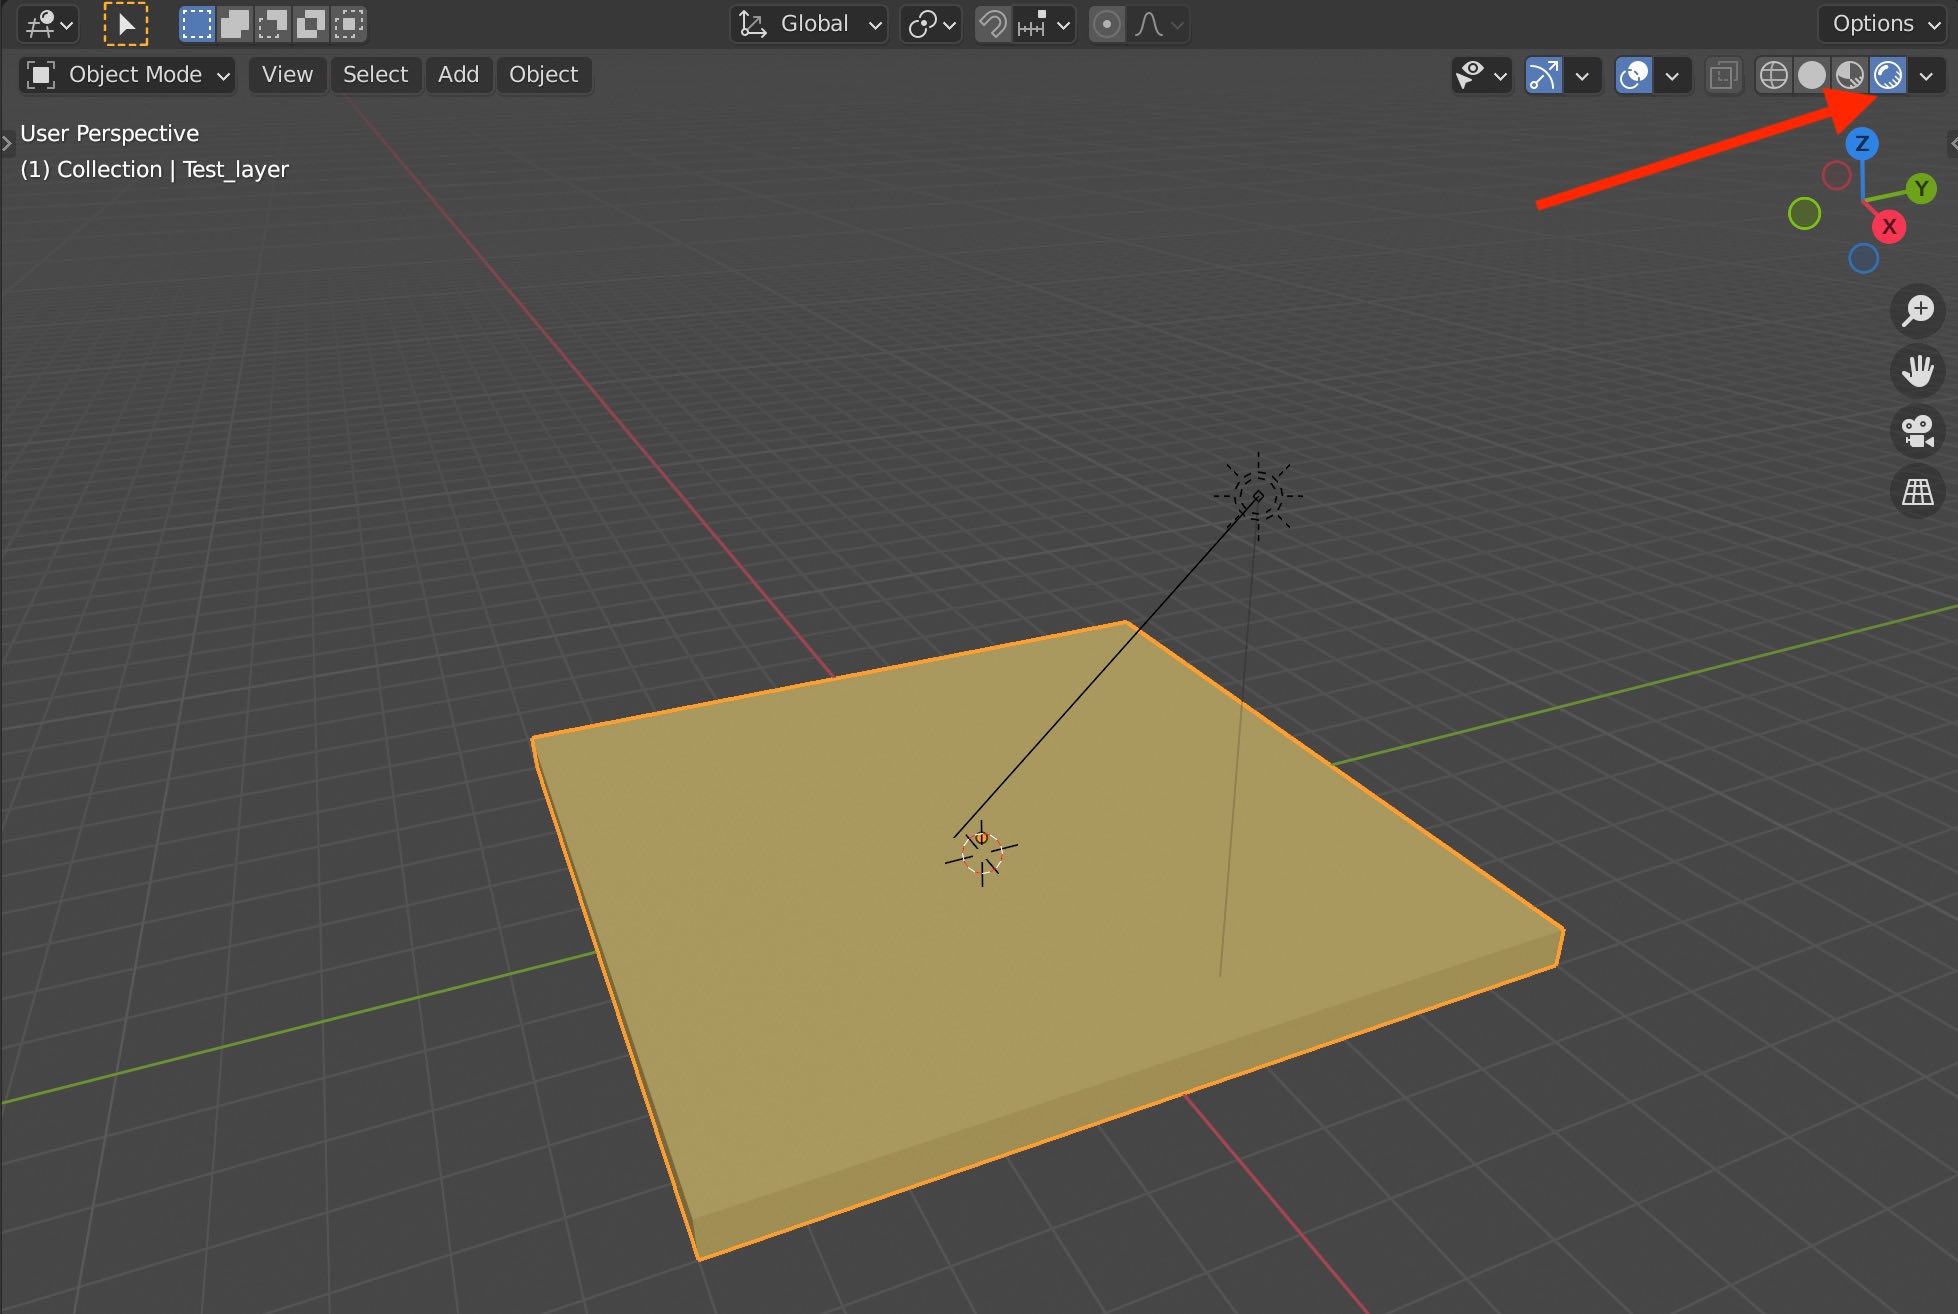 Global
Options
Object Mode
View
Select
Add
Object
User Perspective
(1) Collection | Test_layer
Z
Y
X